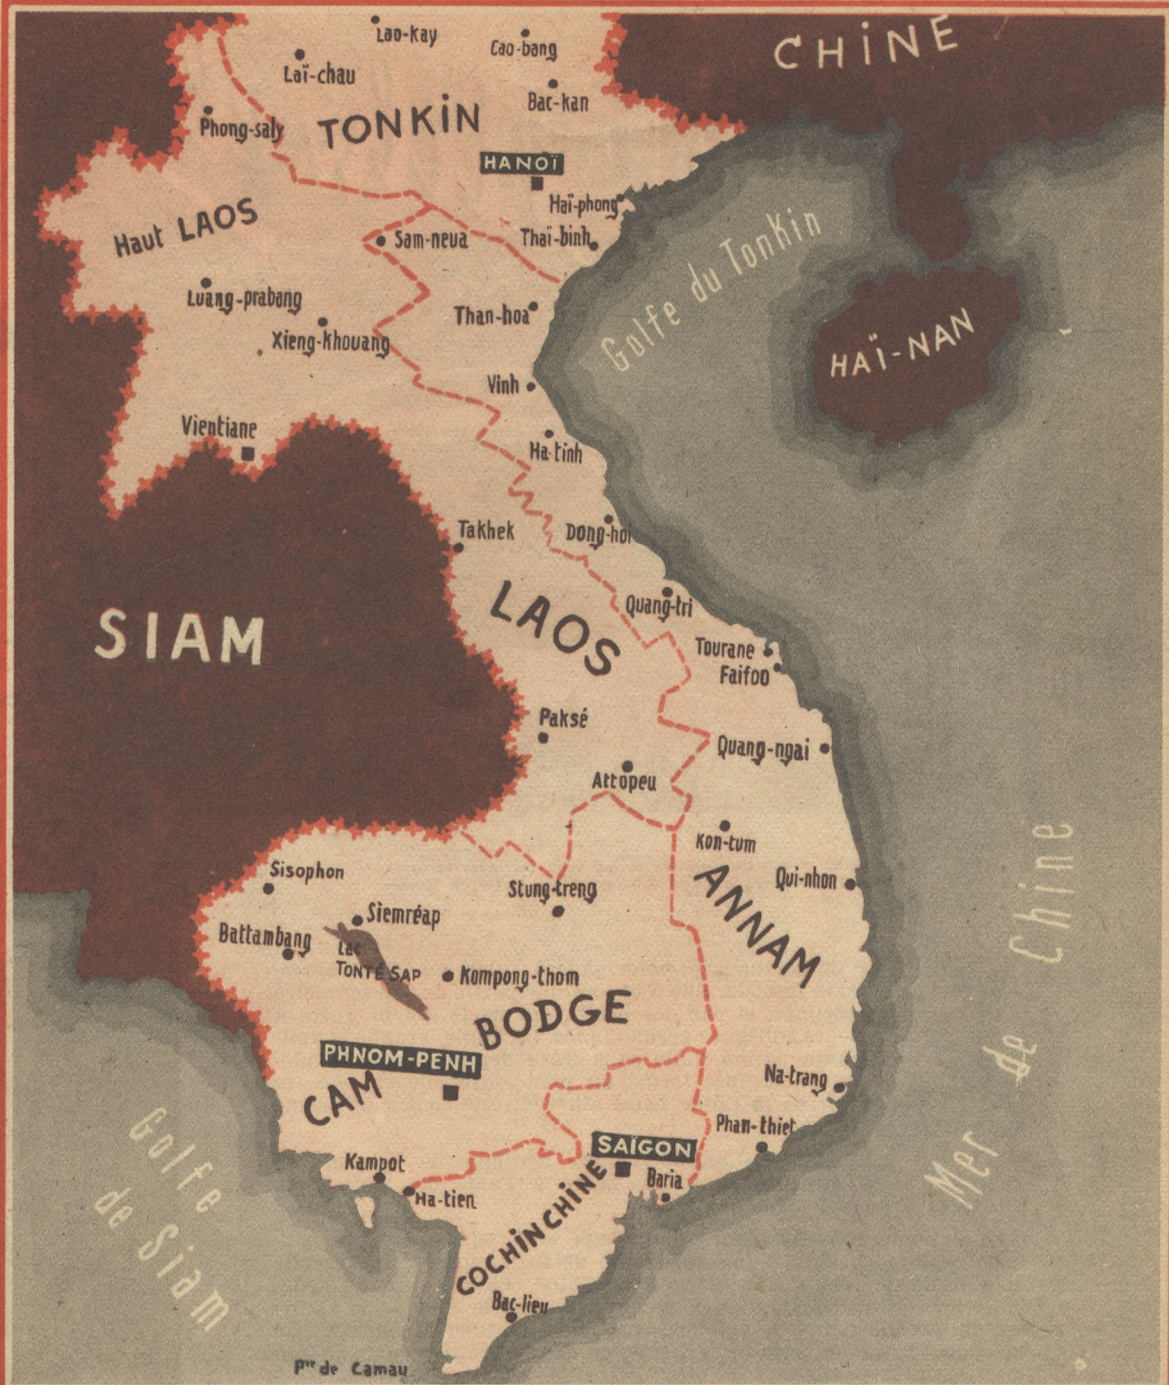 Lao-kay
Cao-bang
CHINE
Laï-chau
Bac-kan
Phong-saly
TONKIN
HANOÏ
Haï-phong
Haut LAOS
Sam-neua
Thaï-binh
Golfe du Tonkin
Luang-prabang
Than-hoa
Xieng-khouang
HAÏ-NAN
Vinh
Vientiane
Ha-tinh
Takhek
Dong-hoi
LAOS
Quang-tri
SIAM
Tourane
Faifoo
Paksé
Quang-ngai
Attopeu
Kon-tum
Sisophon
Stung-treng
Qui-nhon
ANNAM
Siemréap
Battambang
Lac
TONTÉ SAP
Kompong-thom
Mer de Chine
CAM
BODGE
PHNOM-PENH
Na-trang
Phan-thiet
SAÏGON
Golfe
de Siam
Kampot
Ha-tien
Baria
COCHINCHINE
Bac-lieu
Pte de Camau